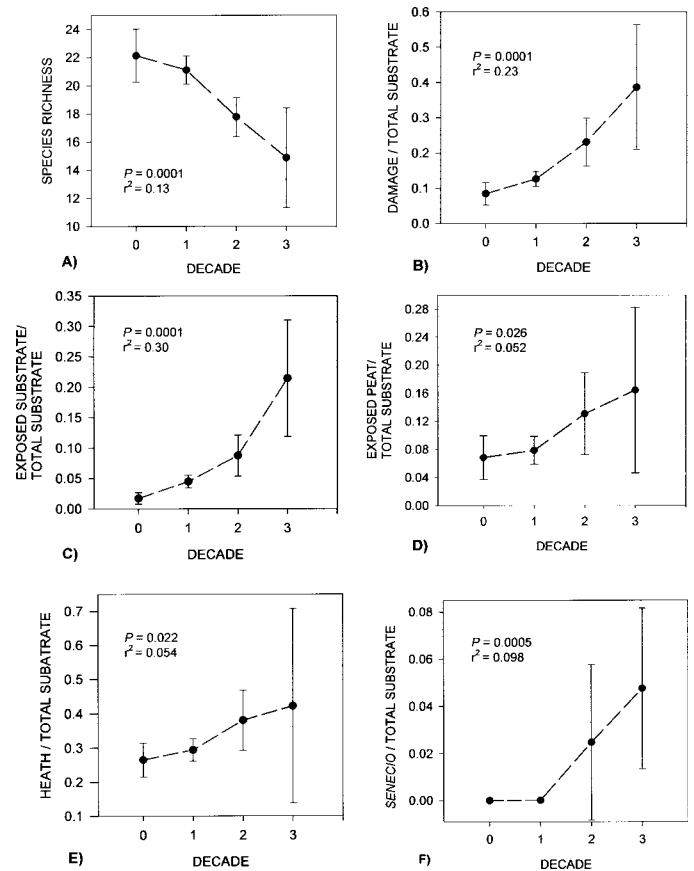 SPECIES RICHNESS
24
22
20
18
16
14
12
10
P = 0.0001
r² = 0.13
0 1 2 3
A)
DECADE
DAMAGE / TOTAL SUBSTRATE
0.6
0.5
0.4
0.3
0.2
0.1
0.0
P = 0.0001
r² = 0.23
0 1 2 3
B)
DECADE
EXPOSED SUBSTRATE/
TOTAL SUBSTRATE
0.35
0.30
0.25
0.20
0.15
0.10
0.05
0.00
P = 0.0001
r² = 0.30
0 1 2 3
C)
DECADE
EXPOSED PEAT/
TOTAL SUBSTRATE
0.28
0.24
0.20
0.16
0.12
0.08
0.04
0.00
P = 0.026
r² = 0.052
0 1 2 3
D)
DECADE
HEATH / TOTAL SUBATRATE
0.7
0.6
0.5
0.4
0.3
0.2
0.1
P = 0.022
r² = 0.054
0 1 2 3
E)
DECADE
SENECIO / TOTAL SUBSTRATE
0.08
0.06
0.04
0.02
0.00
P = 0.0005
r² = 0.098
0 1 2 3
F)
DECADE